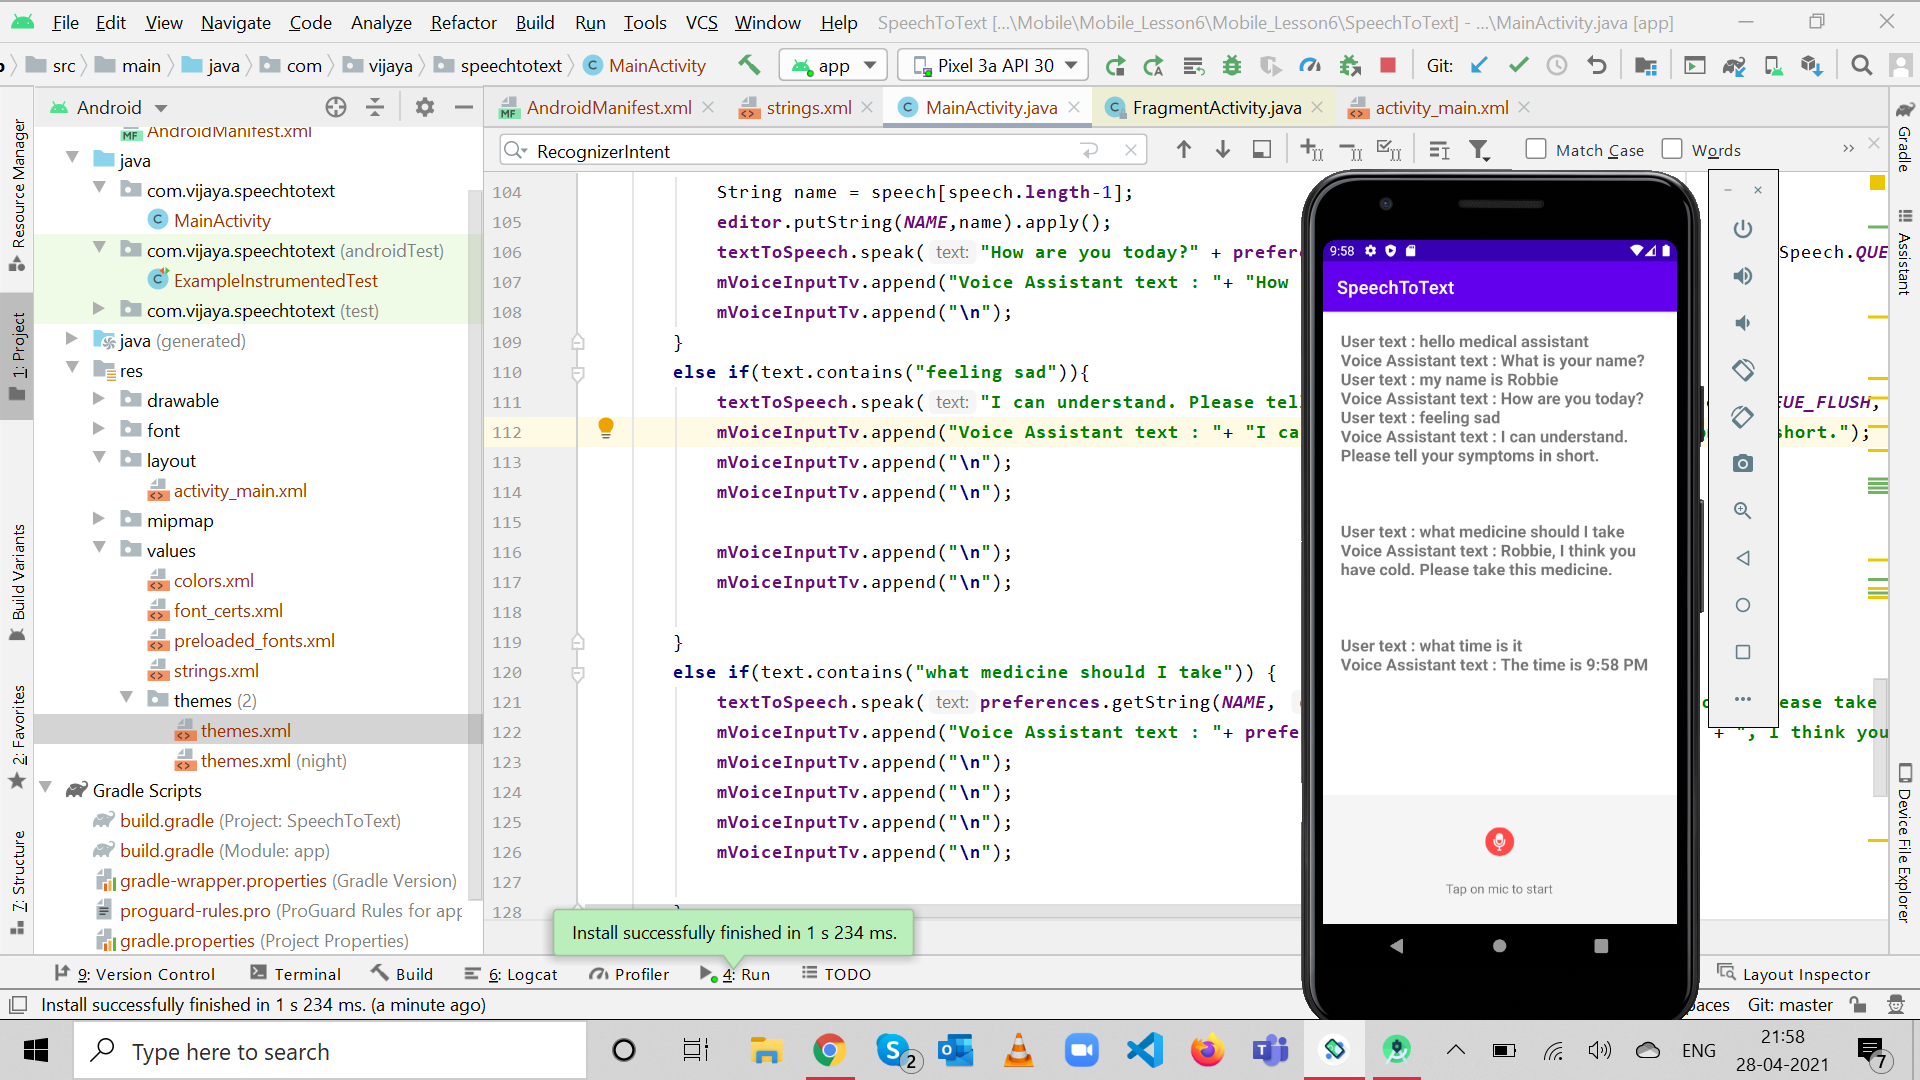 File Edit View Navigate Code Analyze Refactor Build Run Tools VCS Window Help SpeechToText [...\Mobile\Mobile_Lesson6\Mobile_Lesson6\SpeechToText] - ...\MainActivity.java [app]
src main java com vijaya speechtotext MainActivity app Pixel 3a API 30 Git:
Android
AndroidManifest.xml strings.xml MainActivity.java FragmentActivity.java activity_main.xml
RecognizerIntent Match Case Words
Resource Manager
1: Project
Build Variants
2: Favorites
7: Structure
AndroidManifest.xml
java
com.vijaya.speechtotext
MainActivity
com.vijaya.speechtotext (androidTest)
ExampleInstrumentedTest
com.vijaya.speechtotext (test)
java (generated)
res
drawable
font
layout
activity_main.xml
mipmap
values
colors.xml
font_certs.xml
preloaded_fonts.xml
strings.xml
themes (2)
themes.xml
themes.xml (night)
Gradle Scripts
build.gradle (Project: SpeechToText)
build.gradle (Module: app)
gradle-wrapper.properties (Gradle Version)
proguard-rules.pro (ProGuard Rules for app
gradle.properties (Project Properties)
104 String name = speech[speech.length-1];
105 editor.putString(NAME,name).apply();
106 textToSpeech.speak( text: "How are you today?" + prefere Speech.QUE
107 mVoiceInputTv.append("Voice Assistant text : "+ "How
108 mVoiceInputTv.append("\n");
109 }
110 else if(text.contains("feeling sad")){
111 textToSpeech.speak( text: "I can understand. Please tell EUE_FLUSH,
112 mVoiceInputTv.append("Voice Assistant text : "+ "I ca short.");
113 mVoiceInputTv.append("\n");
114 mVoiceInputTv.append("\n");
115
116 mVoiceInputTv.append("\n");
117 mVoiceInputTv.append("\n");
118
119 }
120 else if(text.contains("what medicine should I take")) {
121 textToSpeech.speak( text: preferences.getString(NAME, ease take
122 mVoiceInputTv.append("Voice Assistant text : "+ prefe + ", I think you
123 mVoiceInputTv.append("\n");
124 mVoiceInputTv.append("\n");
125 mVoiceInputTv.append("\n");
126 mVoiceInputTv.append("\n");
127
128
9:58
SpeechToText
User text : hello medical assistant
Voice Assistant text : What is your name?
User text : my name is Robbie
Voice Assistant text : How are you today?
User text : feeling sad
Voice Assistant text : I can understand.
Please tell your symptoms in short.
User text : what medicine should I take
Voice Assistant text : Robbie, I think you
have cold. Please take this medicine.
User text : what time is it
Voice Assistant text : The time is 9:58 PM
Tap on mic to start
Gradle
Assistant
Device File Explorer
Install successfully finished in 1 s 234 ms.
9: Version Control Terminal Build 6: Logcat Profiler 4: Run TODO Layout Inspector
Install successfully finished in 1 s 234 ms. (a minute ago) paces Git: master
Type here to search 2 ENG 21:58
28-04-2021 7